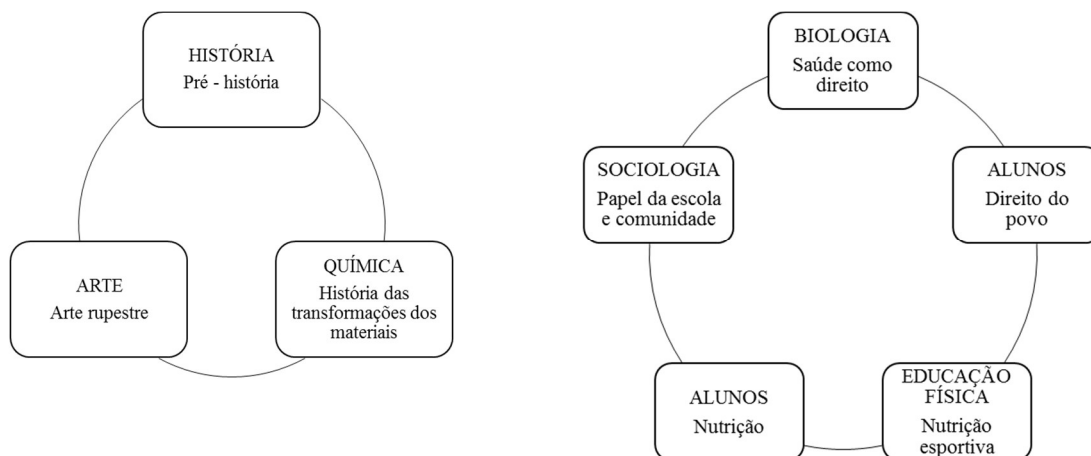 HISTÓRIA
Pré - história
ARTE
Arte rupestre
QUÍMICA
História das
transformações dos
materiais
BIOLOGIA
Saúde como
direito
SOCIOLOGIA
Papel da escola
e comunidade
ALUNOS
Direito do
povo
ALUNOS
Nutrição
EDUCAÇÃO
FÍSICA
Nutrição
esportiva